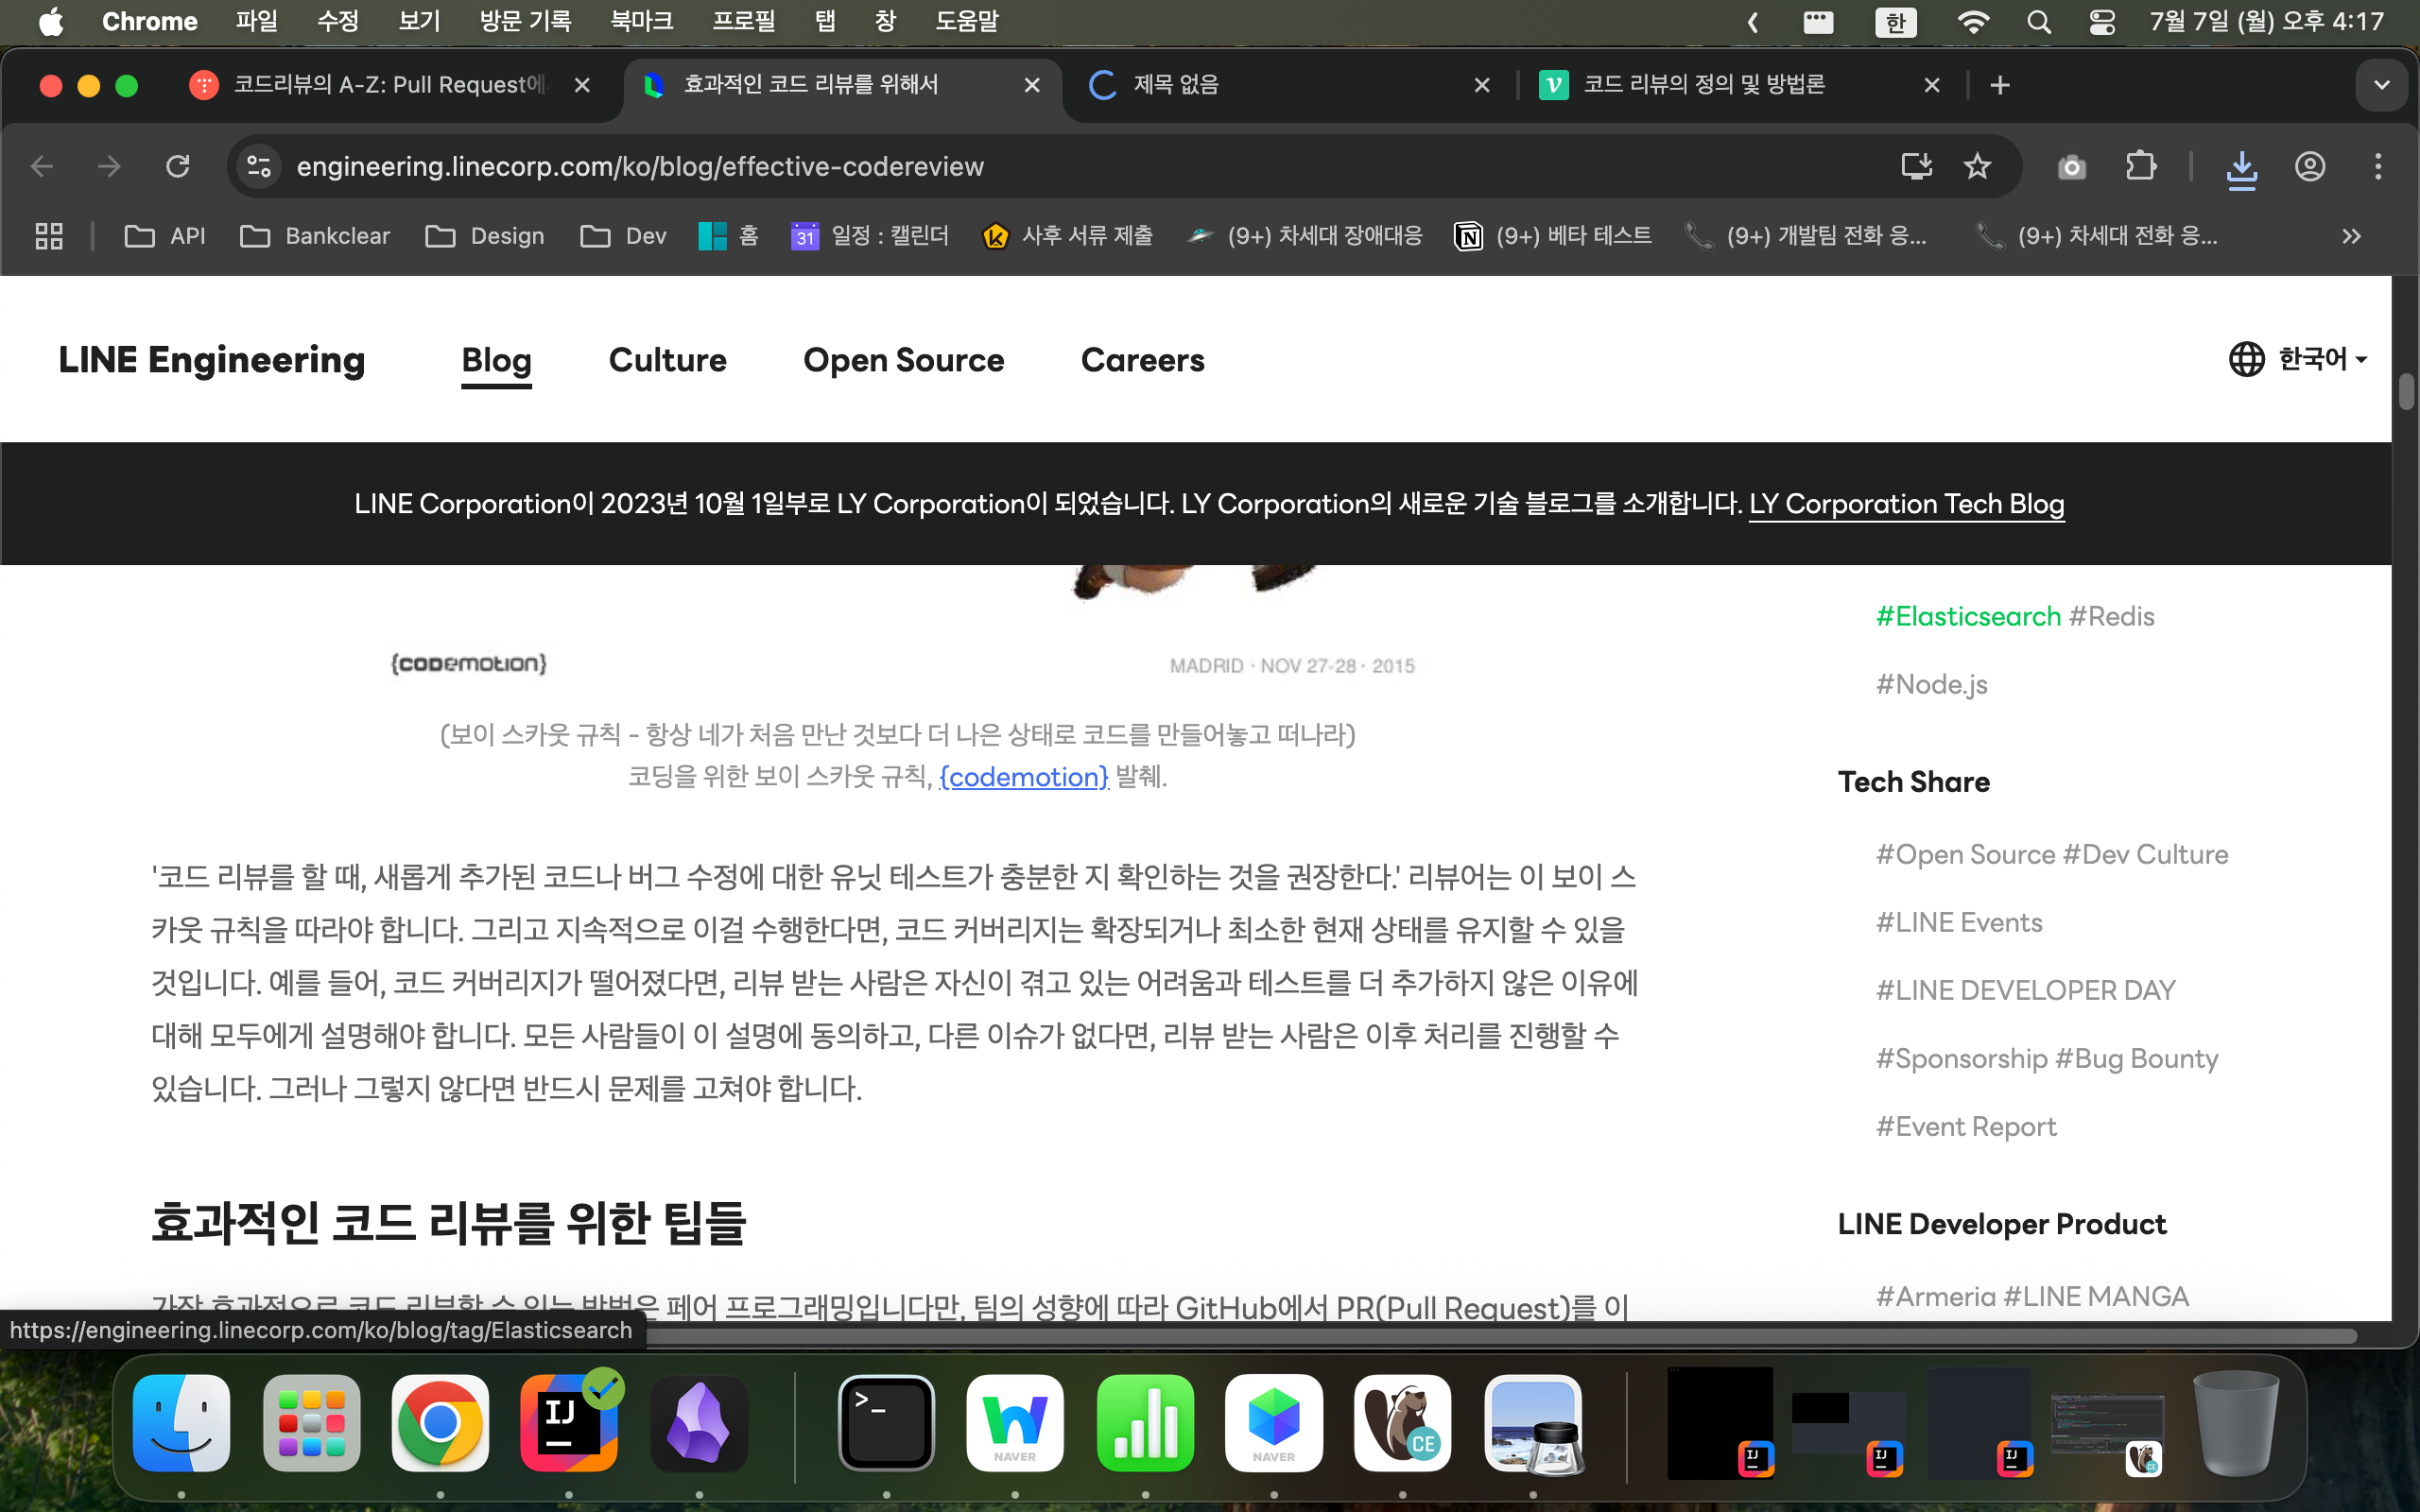 Chrome 파일 수정 보기 방문 기록 북마크 프로필 탭 창 도움말 한 7월 7일 (월) 오후 4:17
코드리뷰의 A-Z: Pull Request에 효과적인 코드 리뷰를 위해서 제목 없음 코드 리뷰의 정의 및 방법론
engineering.linecorp.com/ko/blog/effective-codereview
API Bankclear Design Dev 홈 31 일정 : 캘린더 사후 서류 제출 (9+) 차세대 장애대응 (9+) 베타 테스트 (9+) 개발팀 전화 응... (9+) 차세대 전화 응...
LINE Engineering Blog Culture Open Source Careers 한국어
LINE Corporation이 2023년 10월 1일부로 LY Corporation이 되었습니다. LY Corporation의 새로운 기술 블로그를 소개합니다. LY Corporation Tech Blog
{codemotion} MADRID · NOV 27-28 · 2015
(보이 스카웃 규칙 - 항상 네가 처음 만난 것보다 더 나은 상태로 코드를 만들어놓고 떠나라)
코딩을 위한 보이 스카웃 규칙, {codemotion} 발췌.
'코드 리뷰를 할 때, 새롭게 추가된 코드나 버그 수정에 대한 유닛 테스트가 충분한 지 확인하는 것을 권장한다.' 리뷰어는 이 보이 스
카웃 규칙을 따라야 합니다. 그리고 지속적으로 이걸 수행한다면, 코드 커버리지는 확장되거나 최소한 현재 상태를 유지할 수 있을
것입니다. 예를 들어, 코드 커버리지가 떨어졌다면, 리뷰 받는 사람은 자신이 겪고 있는 어려움과 테스트를 더 추가하지 않은 이유에
대해 모두에게 설명해야 합니다. 모든 사람들이 이 설명에 동의하고, 다른 이슈가 없다면, 리뷰 받는 사람은 이후 처리를 진행할 수
있습니다. 그러나 그렇지 않다면 반드시 문제를 고쳐야 합니다.
효과적인 코드 리뷰를 위한 팁들
가장 효과적으로 코드 리뷰할 수 있는 방법은 페어 프로그래밍입니다만, 팀의 성향에 따라 GitHub에서 PR(Pull Request)를 이
#Elasticsearch #Redis
#Node.js
Tech Share
#Open Source #Dev Culture
#LINE Events
#LINE DEVELOPER DAY
#Sponsorship #Bug Bounty
#Event Report
LINE Developer Product
#Armeria #LINE MANGA
https://engineering.linecorp.com/ko/blog/tag/Elasticsearch
IJ >_ NAVER NAVER CE IJ IJ IJ